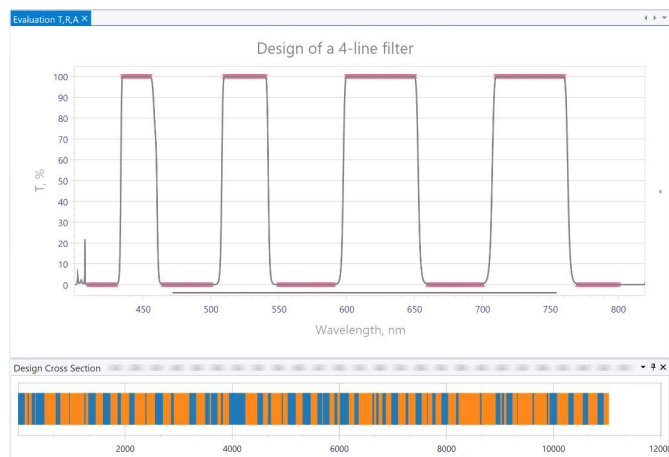 Evaluation T,R,A ×
Design of a 4-line filter
100
90
80
70
60
50
40
30
20
10
0
T, %
450 500 550 600 650 700 750 800
Wavelength, nm
Design Cross Section
2000 4000 6000 8000 10000 12000